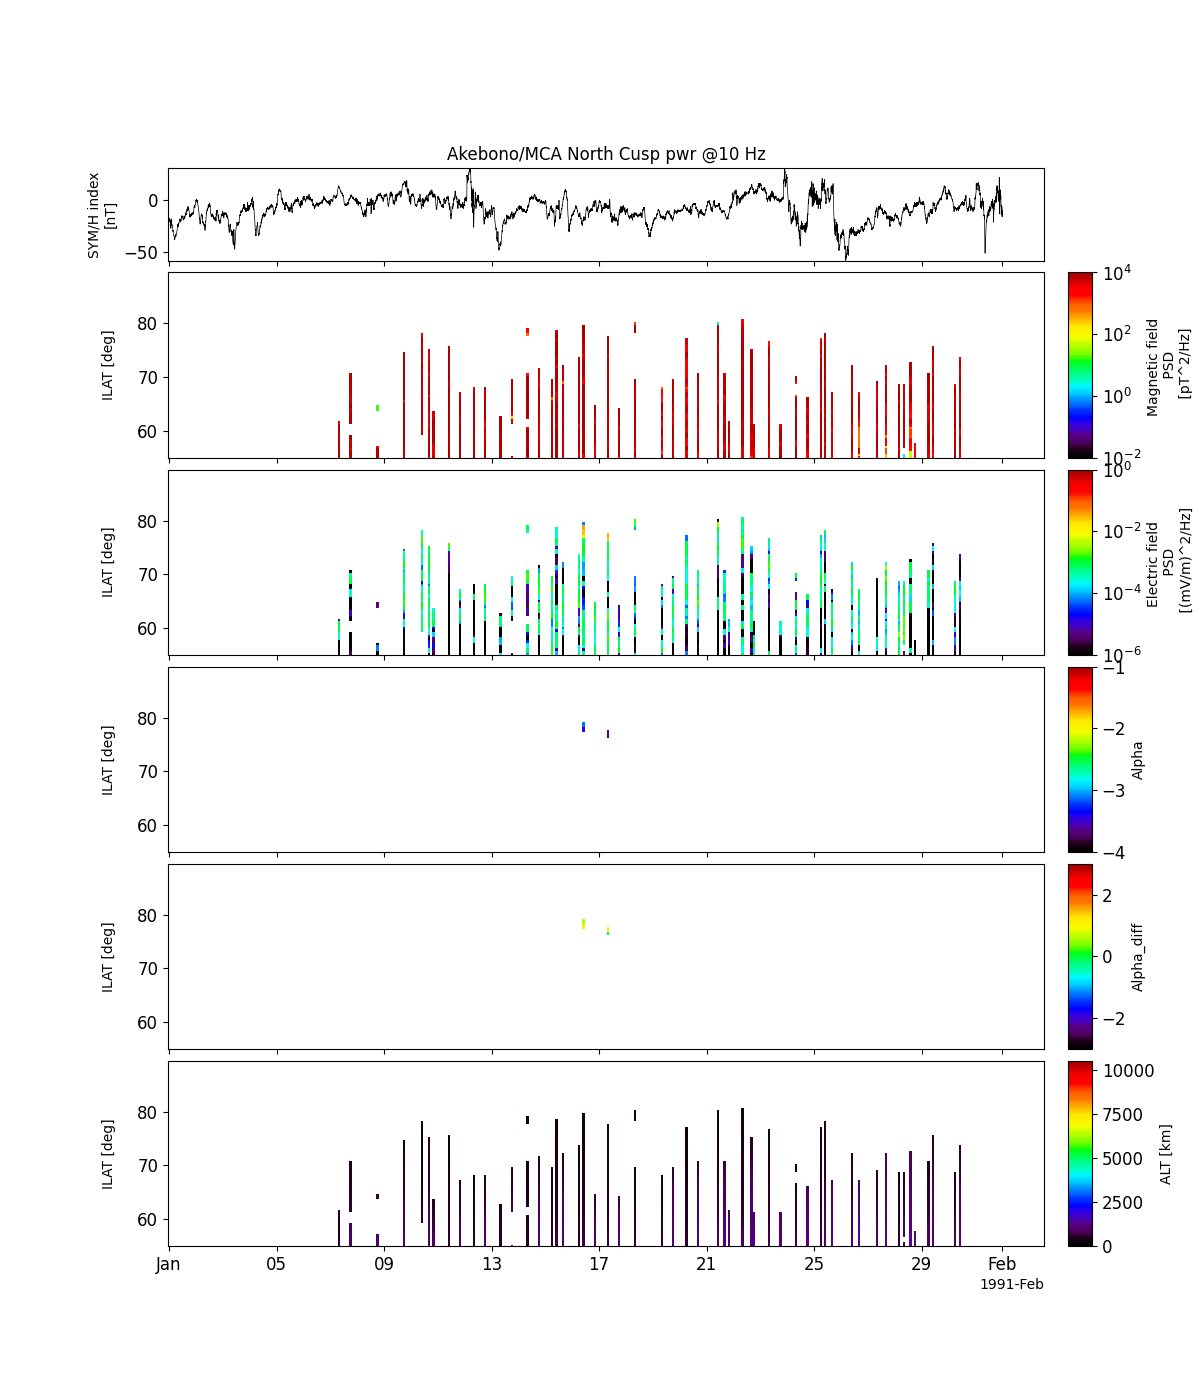 Akebono/MCA North Cusp pwr @10 Hz
SYM/H index
[nT]
0
−50
ILAT [deg]
80
70
60
10^4
10^2
10^0
10^−2
Magnetic field
PSD
[pT^2/Hz]
ILAT [deg]
80
70
60
10^0
10^−2
10^−4
10^−6
Electric field
PSD
[(mV/m)^2/Hz]
ILAT [deg]
80
70
60
−1
−2
−3
−4
Alpha
ILAT [deg]
80
70
60
2
0
−2
Alpha_diff
ILAT [deg]
80
70
60
10000
7500
5000
2500
0
ALT [km]
Jan 05 09 13 17 21 25 29 Feb
1991-Feb